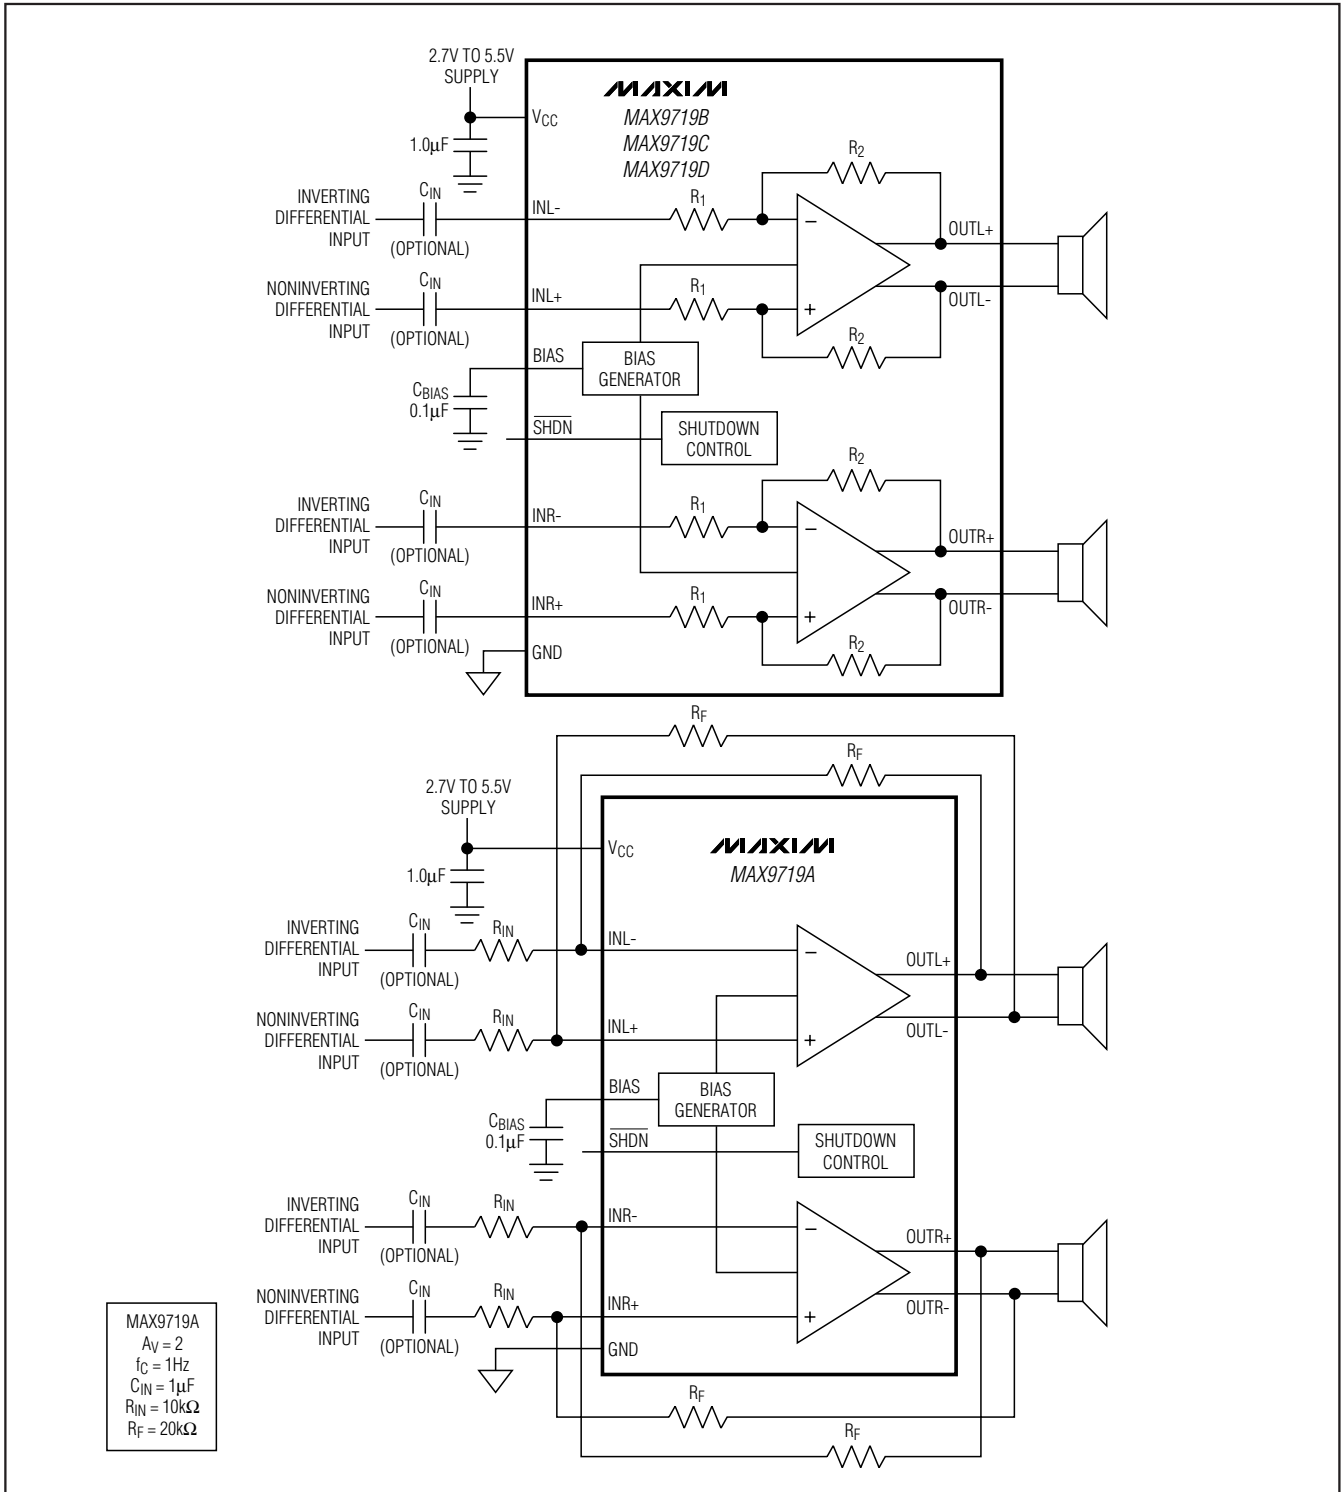 2.7V TO 5.5V
SUPPLY
VCC
1.0µF
MAXIM
MAX9719B
MAX9719C
MAX9719D
INVERTING
DIFFERENTIAL
INPUT
CIN
(OPTIONAL)
INL-
R1
R2
−
OUTL+
NONINVERTING
DIFFERENTIAL
INPUT
CIN
(OPTIONAL)
INL+
R1
+
OUTL-
R2
BIAS
BIAS
GENERATOR
CBIAS
0.1µF
SHDN
SHUTDOWN
CONTROL
INVERTING
DIFFERENTIAL
INPUT
CIN
(OPTIONAL)
INR-
R1
R2
−
OUTR+
NONINVERTING
DIFFERENTIAL
INPUT
CIN
(OPTIONAL)
INR+
R1
+
OUTR-
R2
GND
RF
RF
2.7V TO 5.5V
SUPPLY
VCC
1.0µF
MAXIM
MAX9719A
INVERTING
DIFFERENTIAL
INPUT
CIN
(OPTIONAL)
RIN
INL-
−
OUTL+
NONINVERTING
DIFFERENTIAL
INPUT
CIN
(OPTIONAL)
RIN
INL+
+
OUTL-
BIAS
BIAS
GENERATOR
CBIAS
0.1µF
SHDN
SHUTDOWN
CONTROL
INVERTING
DIFFERENTIAL
INPUT
CIN
(OPTIONAL)
RIN
INR-
−
OUTR+
NONINVERTING
DIFFERENTIAL
INPUT
CIN
(OPTIONAL)
RIN
INR+
+
OUTR-
GND
RF
RF
MAX9719A
AV = 2
fC = 1Hz
CIN = 1µF
RIN = 10kΩ
RF = 20kΩ